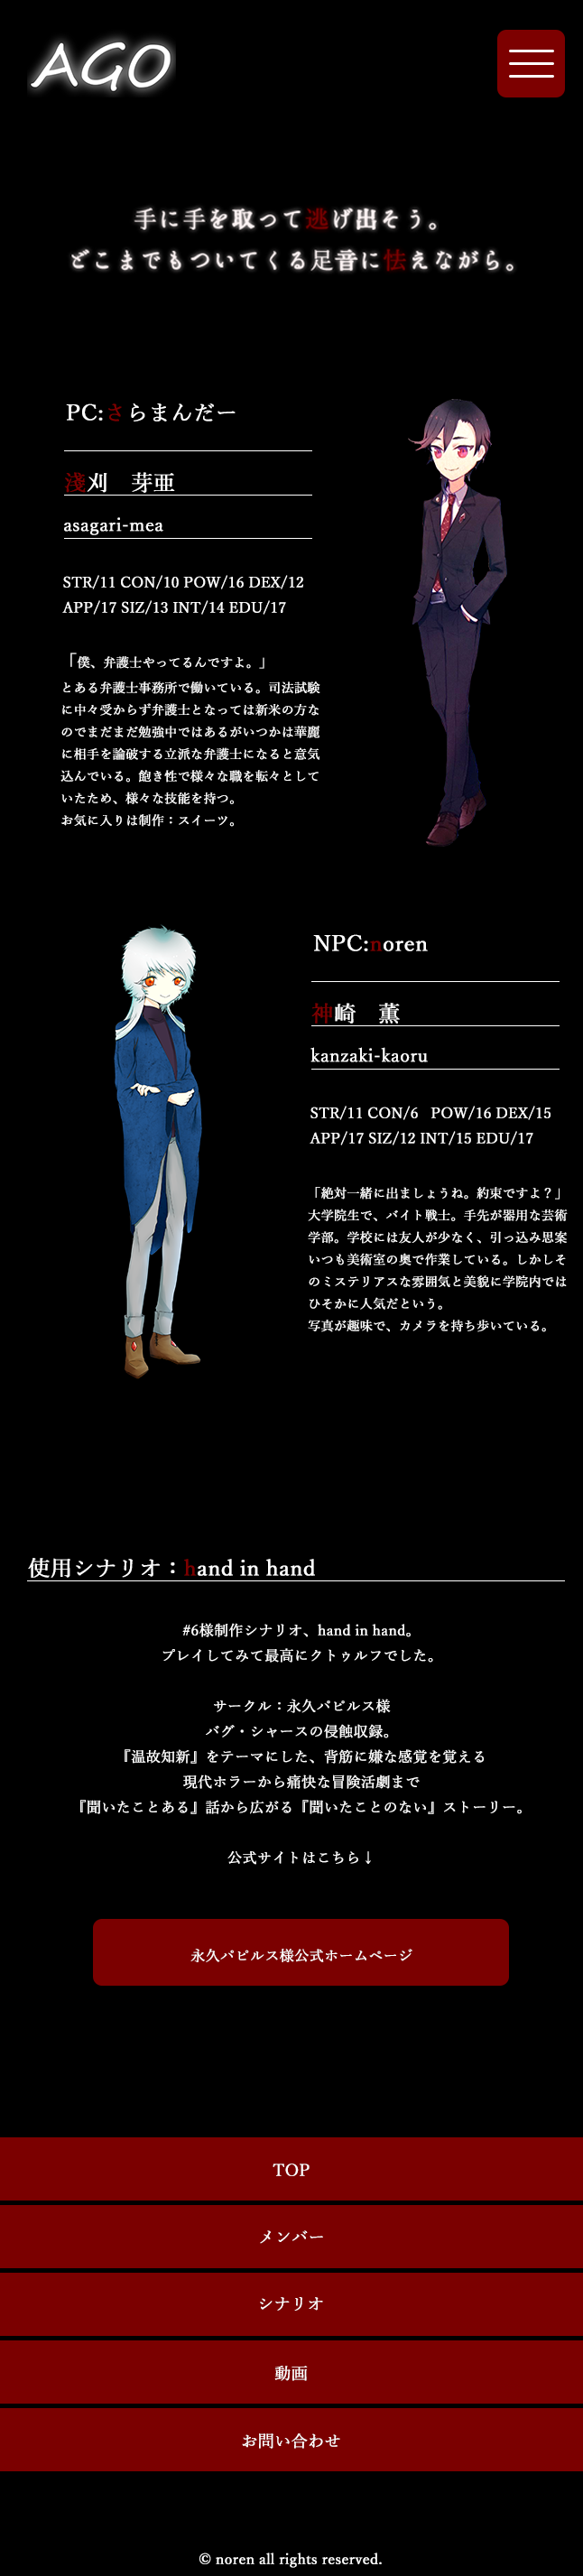 AGO
手に手を取って逃げ出そう。
どこまでもついてくる足音に怯えながら。
PC:さらまんだー
淺刈　芽亜
asagari-mea
STR/11 CON/10 POW/16 DEX/12
APP/17 SIZ/13 INT/14 EDU/17
「僕、弁護士やってるんですよ。」
とある弁護士事務所で働いている。司法試験
に中々受からず弁護士となっては新米の方な
のでまだまだ勉強中ではあるがいつかは華麗
に相手を論破する立派な弁護士になると意気
込んでいる。飽き性で様々な職を転々として
いたため、様々な技能を持つ。
お気に入りは制作：スイーツ。
NPC:noren
神崎　薫
kanzaki-kaoru
STR/11 CON/6 POW/16 DEX/15
APP/17 SIZ/12 INT/15 EDU/17
「絶対一緒に出ましょうね。約束ですよ？」
大学院生で、バイト戦士。手先が器用な芸術
学部。学校には友人が少なく、引っ込み思案
いつも美術室の奥で作業している。しかしそ
のミステリアスな雰囲気と美貌に学院内では
ひそかに人気だという。
写真が趣味で、カメラを持ち歩いている。
使用シナリオ：hand in hand
#6様制作シナリオ、hand in hand。
プレイしてみて最高にクトゥルフでした。
サークル：永久バビルス様
バグ・シャースの侵蝕収録。
『温故知新』をテーマにした、背筋に嫌な感覚を覚える
現代ホラーから痛快な冒険活劇まで
『聞いたことある』話から広がる『聞いたことのない』ストーリー。
公式サイトはこちら↓
永久バビルス様公式ホームページ
TOP
メンバー
シナリオ
動画
お問い合わせ
© noren all rights reserved.